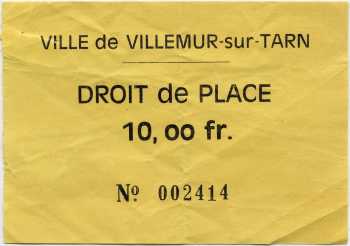 VILLE de VILLEMUR-sur-TARN
DROIT de PLACE
10,00 fr.
Nº 002414